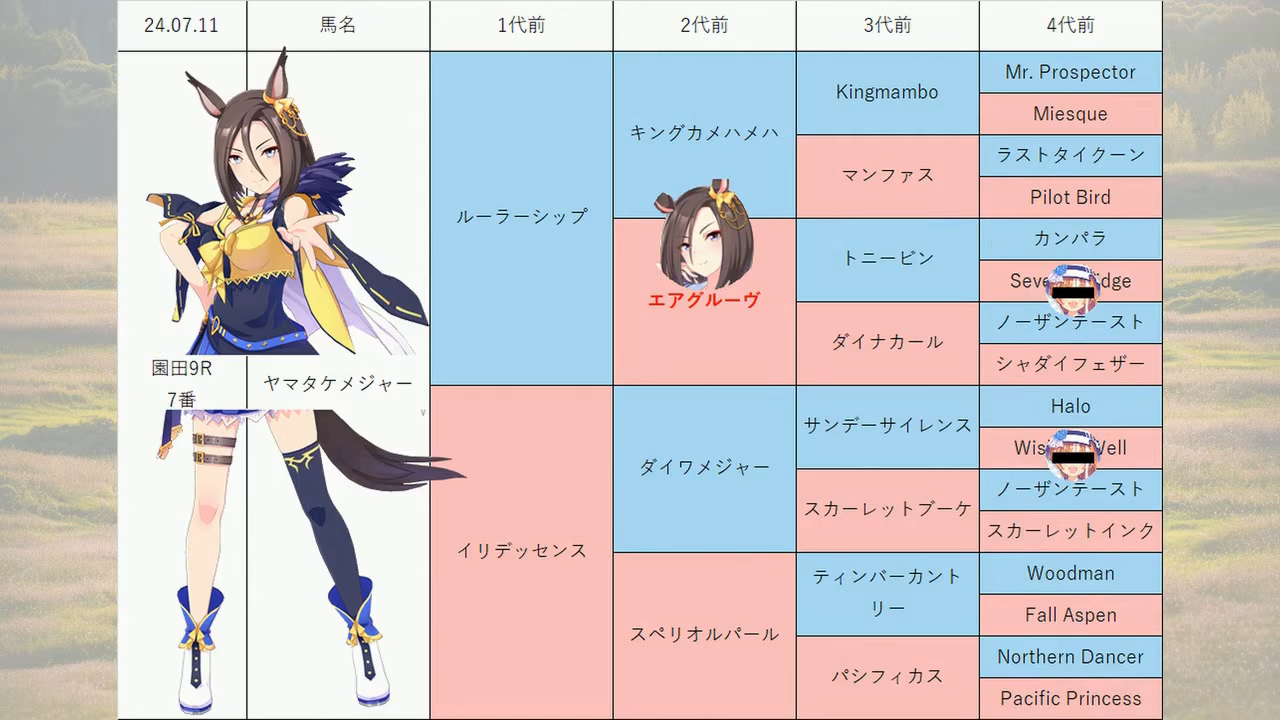 24.07.11
馬名
1代前
2代前
3代前
4代前
園田9R
7番
ヤマタケメジャー
ルーラーシップ
イリデッセンス
キングカメハメハ
エアグルーヴ
ダイワメジャー
スペリオルパール
Kingmambo
マンファス
トニービン
ダイナカール
サンデーサイレンス
スカーレットブーケ
ティンバーカント
リー
パシフィカス
Mr. Prospector
Miesque
ラストタイクーン
Pilot Bird
カンパラ
ノーザンテースト
シャダイフェザー
Halo
ノーザンテースト
スカーレットインク
Woodman
Fall Aspen
Northern Dancer
Pacific Princess